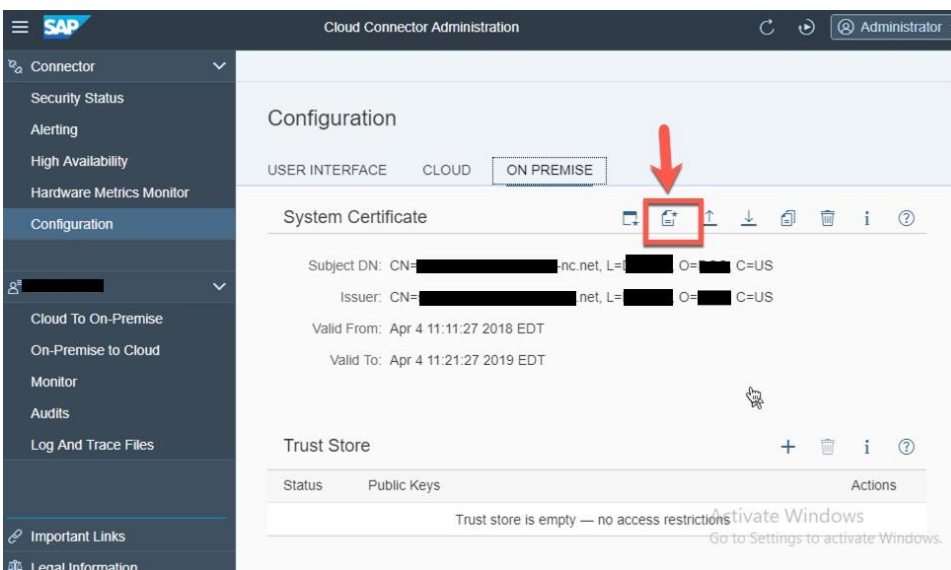 SAP
Cloud Connector Administration
Administrator
Connector
Security Status
Alerting
High Availability
Hardware Metrics Monitor
Configuration
Cloud To On-Premise
On-Premise to Cloud
Monitor
Audits
Log And Trace Files
Important Links
Legal Information
Configuration
USER INTERFACE CLOUD ON PREMISE
System Certificate
Subject DN: CN= -nc.net, L= O= C=US
Issuer: CN= .net, L= O= C=US
Valid From: Apr 4 11:11:27 2018 EDT
Valid To: Apr 4 11:21:27 2019 EDT
Trust Store
Status Public Keys Actions
Trust store is empty — no access restrictions
Activate Windows
Go to Settings to activate Windows.